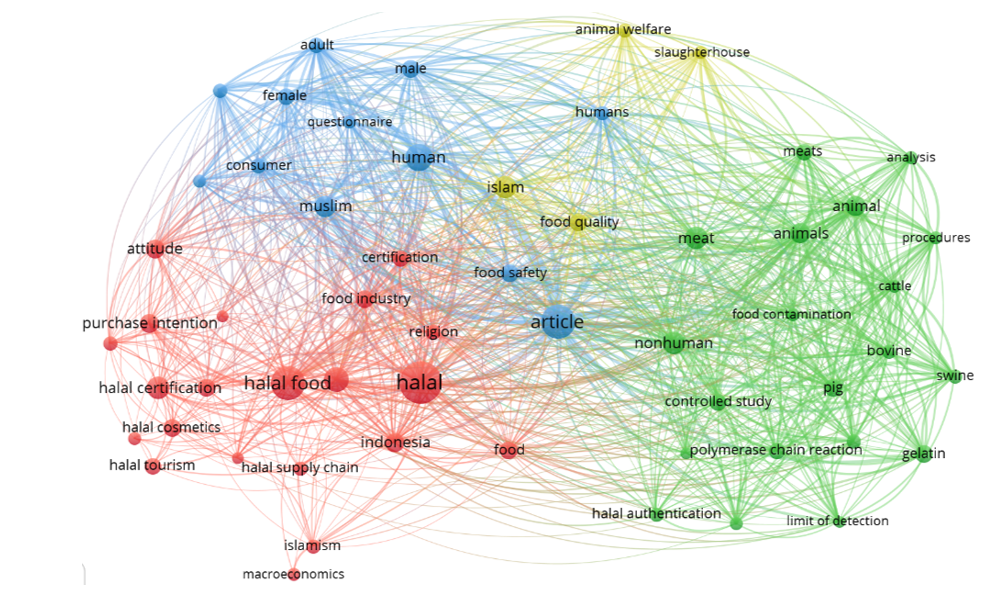 animal welfare
adult
slaughterhouse
male
female
humans
questionnaire
meats
analysis
human
consumer
islam
muslim
animal
food quality
animals
meat
procedures
attitude
certification
food safety
cattle
food industry
food contamination
purchase intention
article
religion
nonhuman
bovine
swine
halal food
halal
halal certification
pig
controlled study
halal cosmetics
indonesia
food
polymerase chain reaction
gelatin
halal tourism
halal supply chain
halal authentication
limit of detection
islamism
macroeconomics